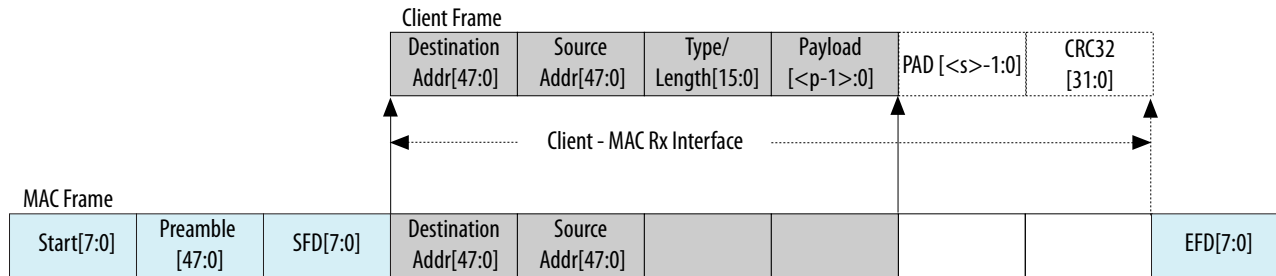 Client Frame
Destination Addr[47:0]
Source Addr[47:0]
Type/ Length[15:0]
Payload [<p-1>:0]
PAD [<s>-1:0]
CRC32 [31:0]
Client - MAC Rx Interface
MAC Frame
Start[7:0]
Preamble [47:0]
SFD[7:0]
Destination Addr[47:0]
Source Addr[47:0]
EFD[7:0]